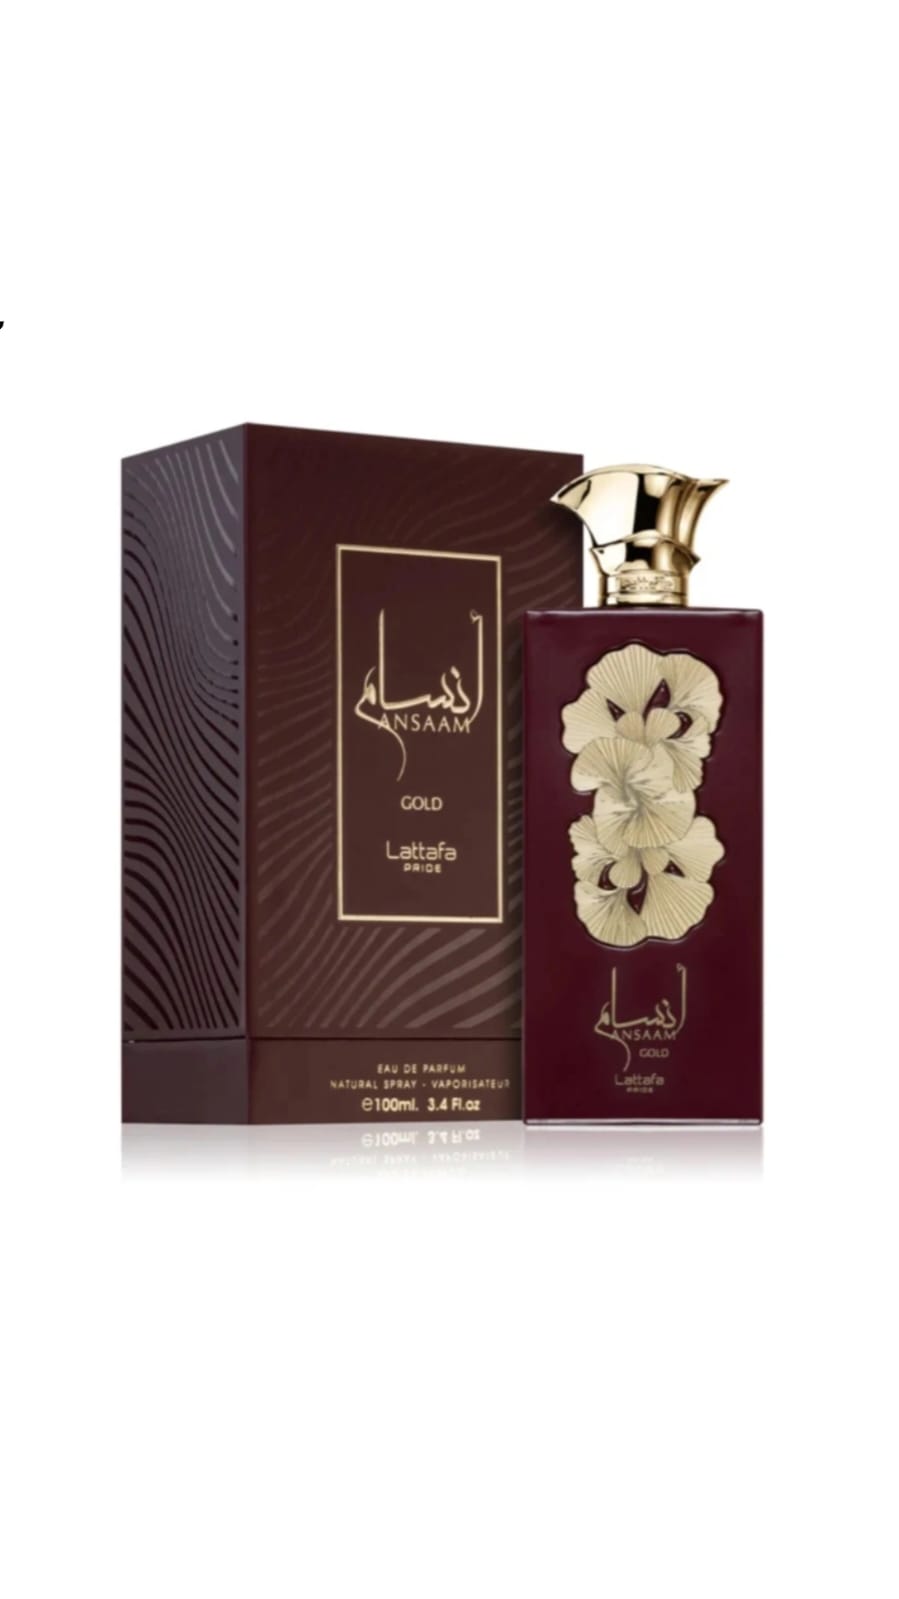 أنسام
ANSAAM
GOLD
Lattafa
PRIDE
EAU DE PARFUM
NATURAL SPRAY - VAPORISATEUR
℮100ml. 3.4 Fl.oz
أنسام
ANSAAM
GOLD
Lattafa
PRIDE